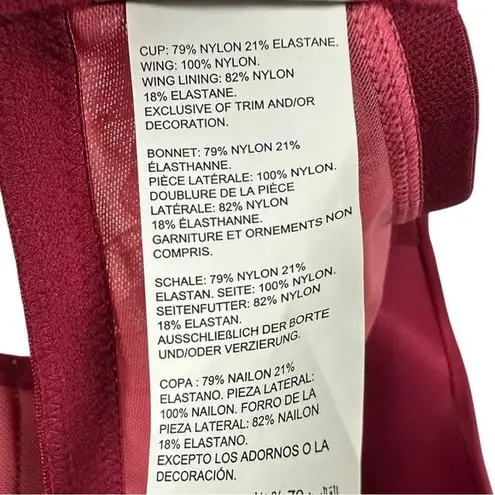 CUP: 79% NYLON 21% ELASTANE.
WING: 100% NYLON.
WING LINING: 82% NYLON
18% ELASTANE.
EXCLUSIVE OF TRIM AND/OR
DECORATION.
BONNET: 79% NYLON 21%
ÉLASTHANNE.
PIÈCE LATÉRALE: 100% NYLON.
DOUBLURE DE LA PIÈCE
LATÉRALE: 82% NYLON
18% ÉLASTHANNE.
GARNITURE ET ORNEMENTS NON
COMPRIS.
SCHALE: 79% NYLON 21%
ELASTAN. SEITE: 100% NYLON.
SEITENFUTTER: 82% NYLON
18% ELASTAN.
AUSSCHLIEßLICH DER BORTE
UND/ODER VERZIERUNG.
COPA : 79% NAILON 21%
ELASTANO. PIEZA LATERAL:
100% NAILON. FORRO DE LA
PIEZA LATERAL: 82% NAILON
18% ELASTANO.
EXCEPTO LOS ADORNOS O LA
DECORACIÓN.